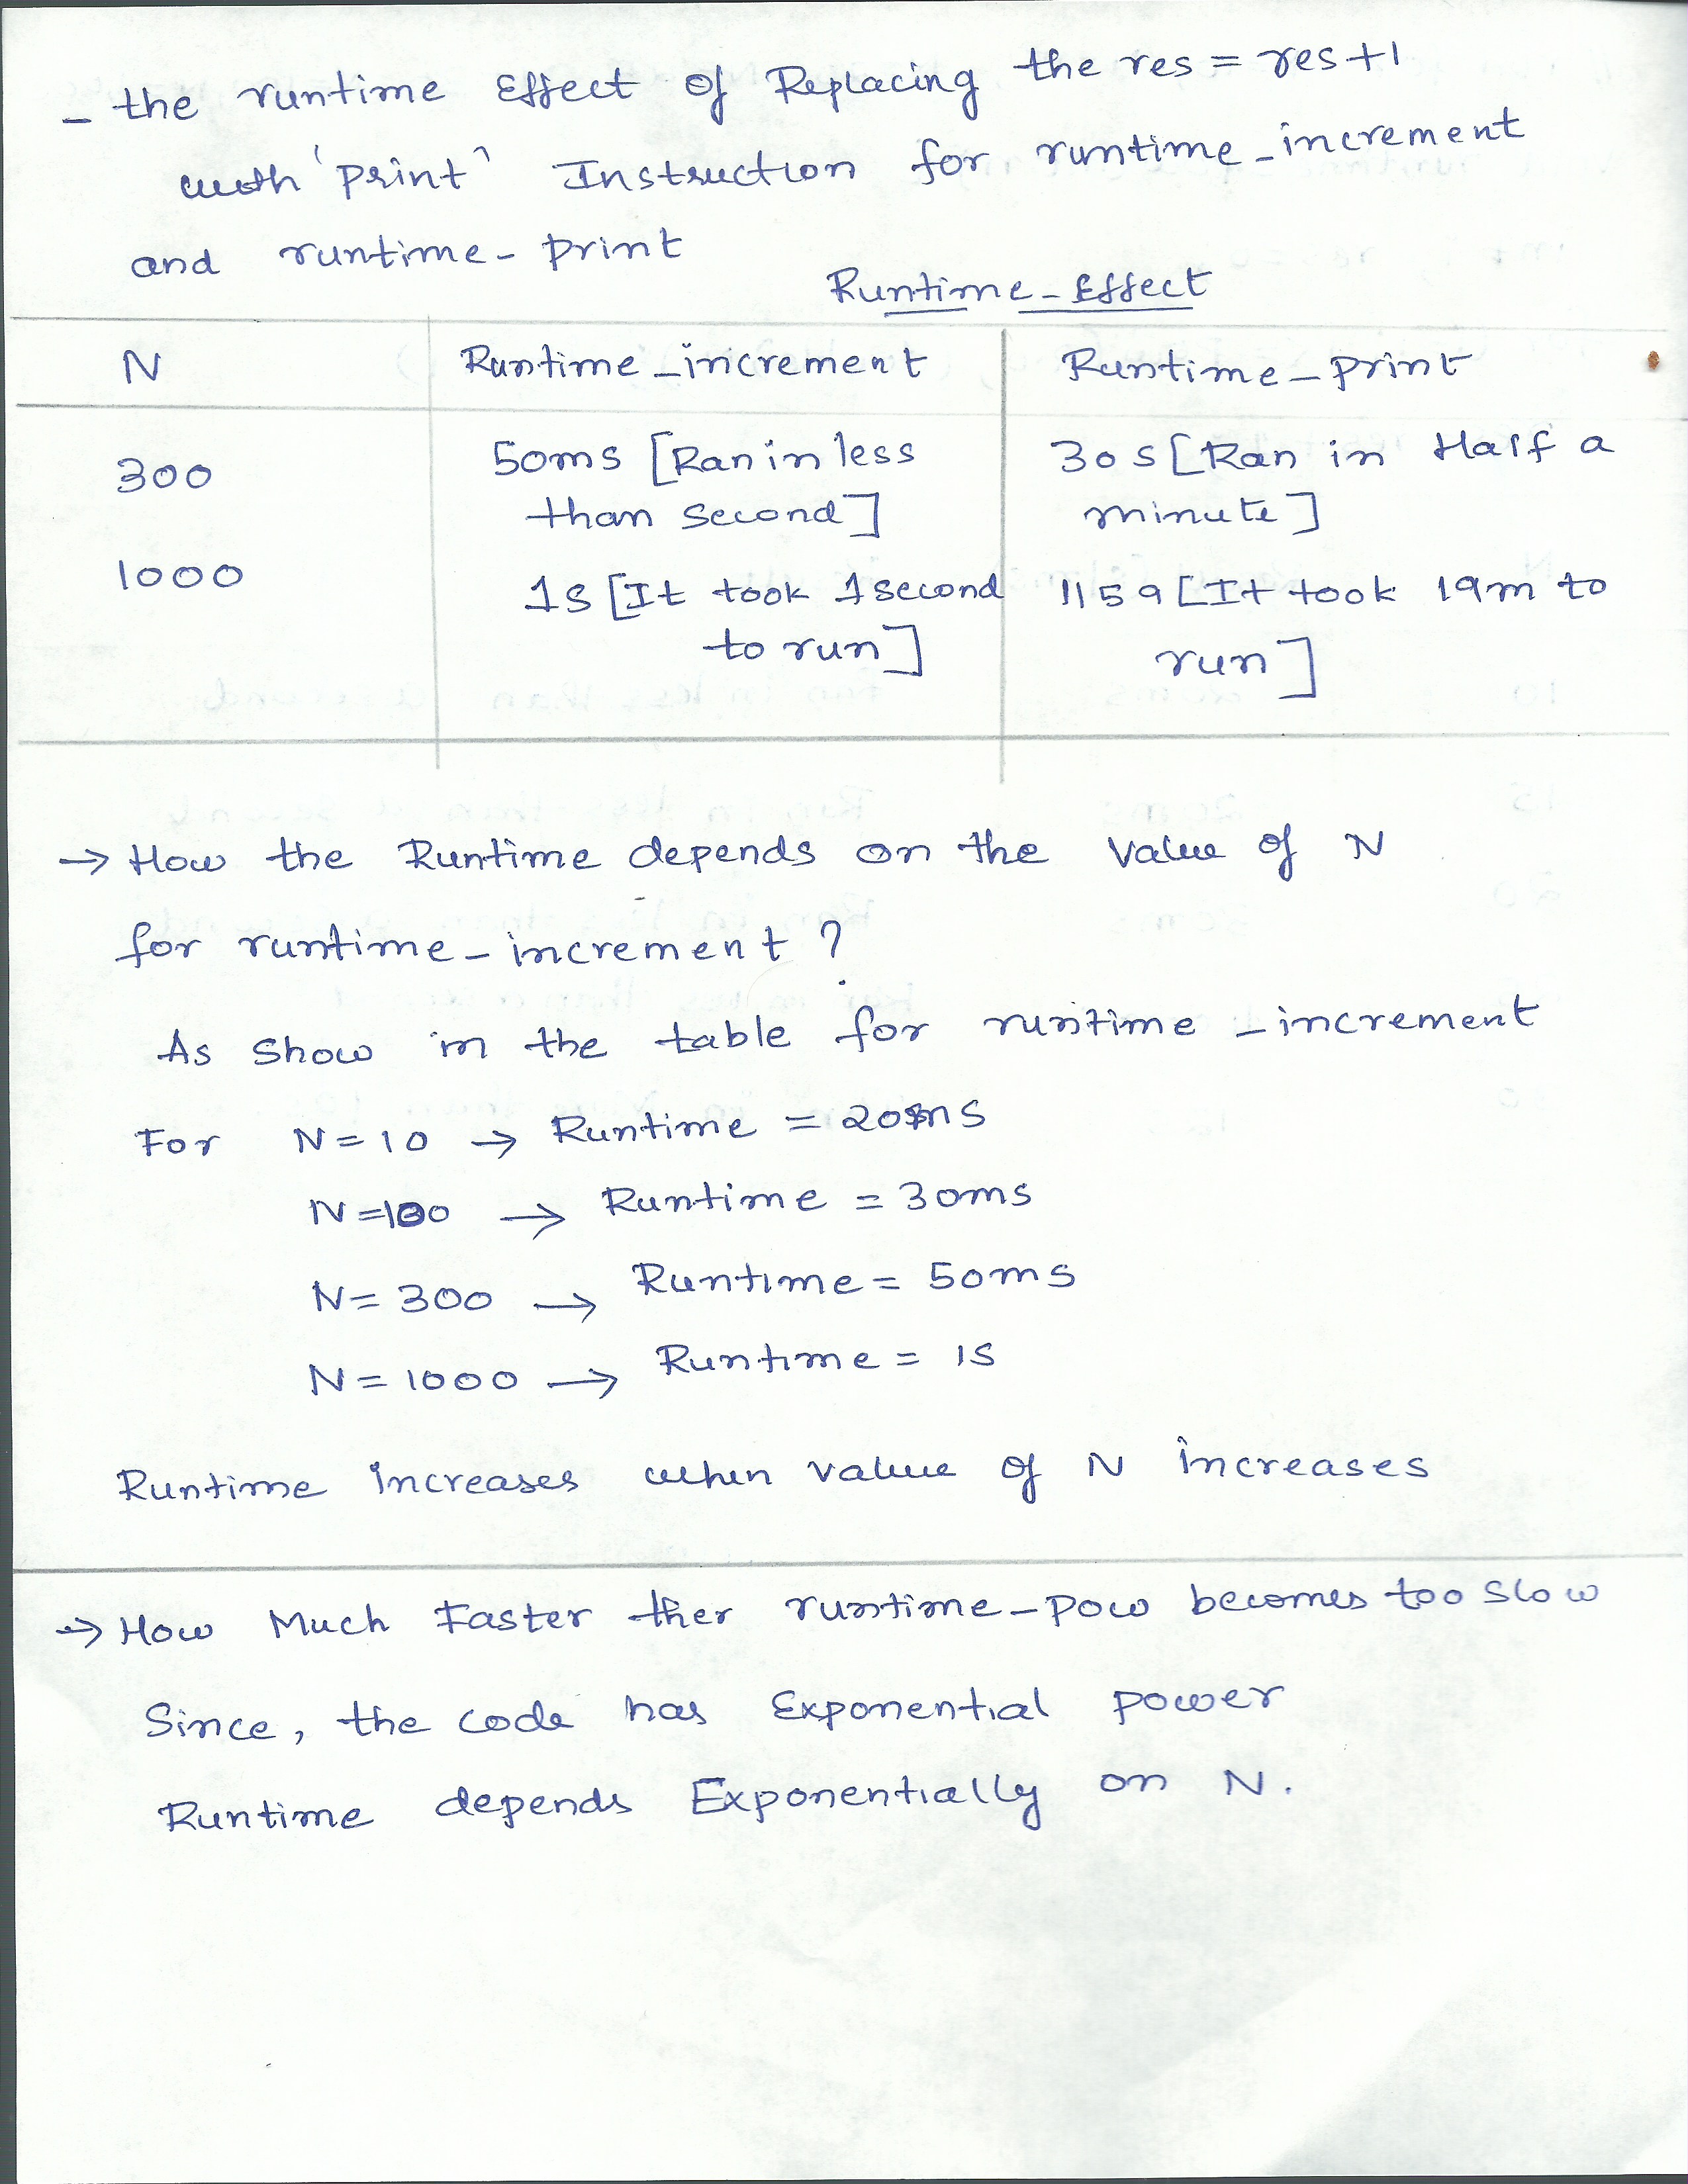 - the runtime Effect of Replacing the res = res+1
with 'print' Instruction for runtime_increment
and runtime- print
Runtime - Effect
N Runtime _increment Runtime - print
300 50ms [Ran in less than second] 30s [Ran in Half a minute]
1000 1s [It took 1 second to run] 1159 [It took 19m to run]
→ How the Runtime depends on the value of N
for runtime - increment ?
As show in the table for runtime - increment
For N = 10 → Runtime = 20ms
N = 100 → Runtime = 30ms
N = 300 → Runtime = 50ms
N = 1000 → Runtime = 1s
Runtime increases when value of N increases
→ How Much Faster ther runtime - pow becomes too slow
Since, the code has Exponential power
Runtime depends Exponentially on N.